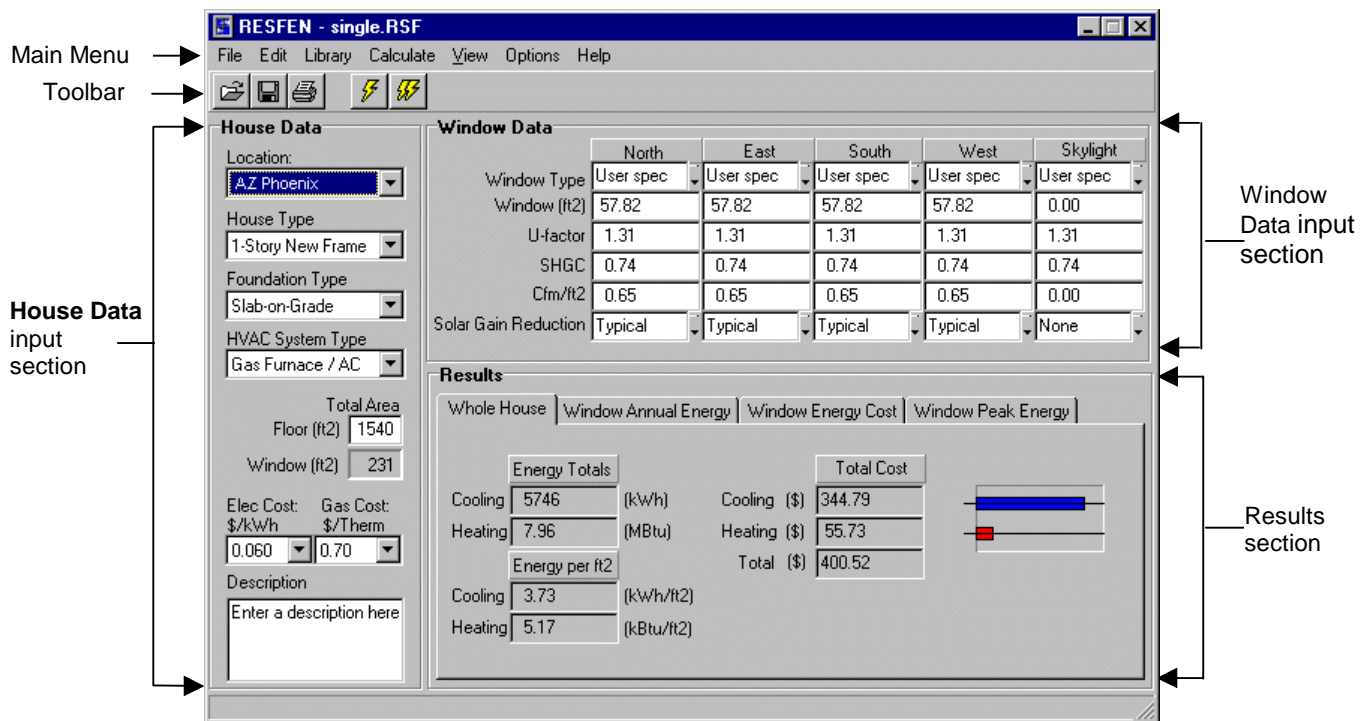 RESFEN - single.RSF
Main Menu
File Edit Library Calculate View Options Help
Toolbar
House Data
input
section
House Data
Location:
AZ Phoenix
House Type
1-Story New Frame
Foundation Type
Slab-on-Grade
HVAC System Type
Gas Furnace / AC
Total Area
Floor (ft2) 1540
Window (ft2) 231
Elec Cost: Gas Cost:
$/kWh $/Therm
0.060 0.70
Description
Enter a description here
Window Data
North East South West Skylight
Window Type User spec User spec User spec User spec User spec
Window (ft2) 57.82 57.82 57.82 57.82 0.00
U-factor 1.31 1.31 1.31 1.31 1.31
SHGC 0.74 0.74 0.74 0.74 0.74
Cfm/ft2 0.65 0.65 0.65 0.65 0.00
Solar Gain Reduction Typical Typical Typical Typical None
Window
Data input
section
Results
Whole House Window Annual Energy Window Energy Cost Window Peak Energy
Energy Totals Total Cost
Cooling 5746 (kWh) Cooling ($) 344.79
Heating 7.96 (MBtu) Heating ($) 55.73
Energy per ft2 Total ($) 400.52
Cooling 3.73 (kWh/ft2)
Heating 5.17 (kBtu/ft2)
Results
section